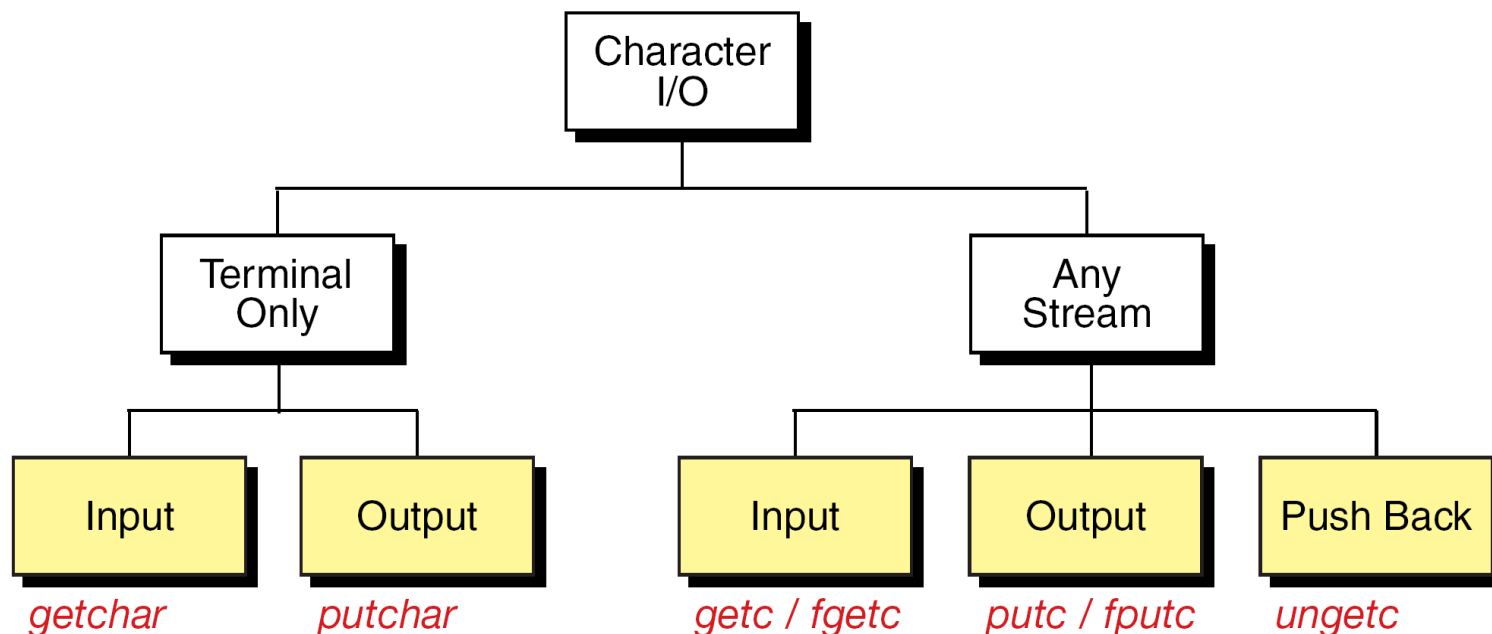 Character
I/O
Terminal
Only
Any
Stream
Input
Output
Input
Output
Push Back
getchar
putchar
getc / fgetc
putc / fputc
ungetc